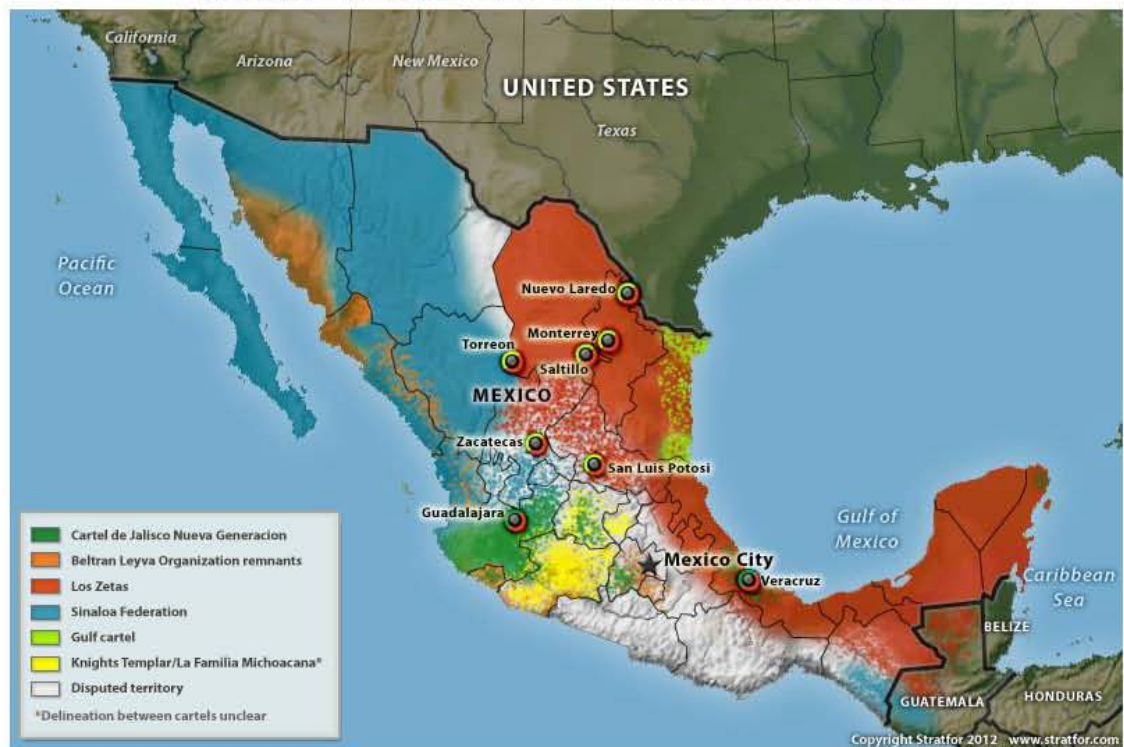 California
Arizona
New Mexico
UNITED STATES
Texas
Pacific
Ocean
Nuevo Laredo
Monterrey
Torreon
Saltillo
MEXICO
Zacatecas
San Luis Potosi
Guadalajara
Gulf of
Mexico
Mexico City
Veracruz
Caribbean
Sea
BELIZE
GUATEMALA
HONDURAS
Cartel de Jalisco Nueva Generacion
Beltran Leyva Organization remnants
Los Zetas
Sinaloa Federation
Gulf cartel
Knights Templar/La Familia Michoacana*
Disputed territory
*Delineation between cartels unclear
Copyright Stratfor 2012 www.stratfor.com